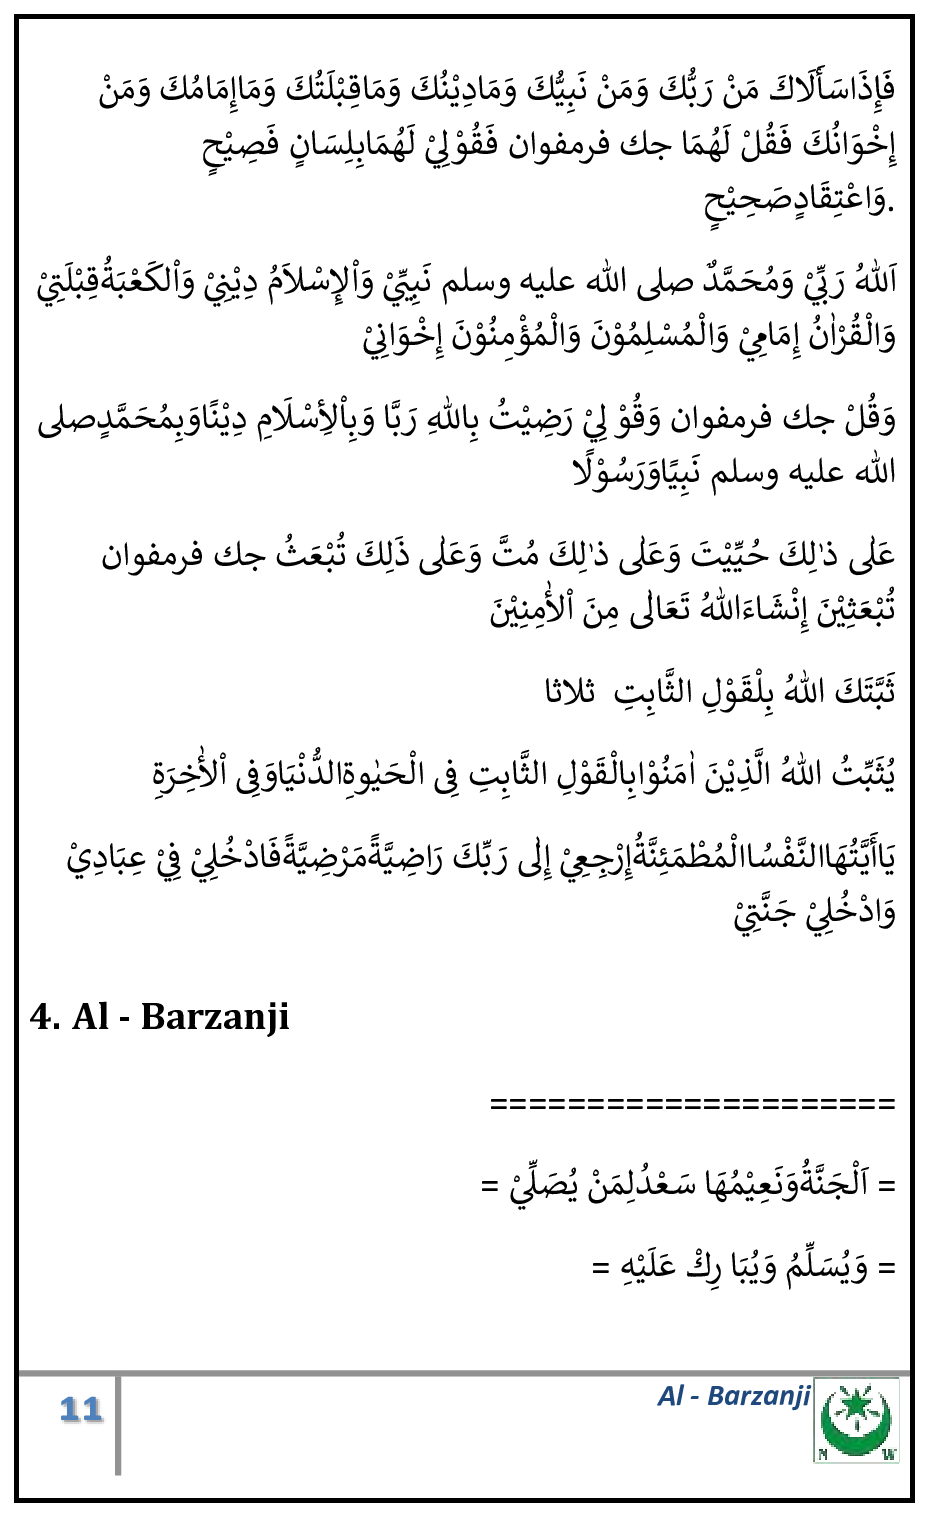 فَإِذَاسَأَلَاكَ مَنْ رَبُّكَ وَمَنْ نَبِيُّكَ وَمَادِيْنُكَ وَمَاقِبْلَتُكَ وَمَاإِمَامُكَ وَمَنْ
إِخْوَانُكَ فَقُلْ لَهُمَا جك فرمفوان فَقُوْلِيْ لَهُمَابِلِسَانٍ فَصِيْحٍ
وَاعْتِقَادٍصَحِيْحٍ.
اَللهُ رَبِّيْ وَمُحَمَّدٌ صلى الله عليه وسلم نَبِيِّيْ وَاْلإِسْلاَمُ دِيْنِيْ وَاْلكَعْبَةُقِبْلَتِيْ
وَالْقُرْاٰنُ إِمَامِيْ وَالْمُسْلِمُوْنَ وَالْمُؤْمِنُوْنَ إِخْوَانِيْ
وَقُلْ جك فرمفوان وَقُوْ لِيْ رَضِيْتُ بِاللهِ رَبَّا وَبِاْلأِسْلَامِ دِيْنًاوَبِمُحَمَّدٍصلى
الله عليه وسلم نَبِيًاوَرَسُوْلًا
عَلٰى ذٰلِكَ حُيِّيْتَ وَعَلٰى ذٰلِكَ مُتَّ وَعَلٰى ذَلِكَ تُبْعَثُ جك فرمفوان
تُبْعَثِيْنَ إِنْشَاءَاللهُ تَعَالٰى مِنَ اْلأٰمِنِيْنَ
ثَبَّتَكَ اللهُ بِلْقَوْلِ الثَّابِتِ ثلاثا
يُثَبِّتُ اللهُ الَّذِيْنَ اٰمَنُوْابِالْقَوْلِ الثَّابِتِ فِى الْحَيٰوةِالدُّنْيَاوَفِى اْلأٰخِرَةِ
يَاأَيَّتُهَاالنَّفْسُاالْمُطْمَئِنَّةُإِرْجِعِيْ إِلٰى رَبِّكَ رَاضِيَّةًمَرْضِيَّةًفَادْخُلِيْ فِيْ عِبَادِيْ
وَادْخُلِيْ جَنَّتِيْ
4. Al - Barzanji
=====================
= اَلْجَنَّةُوَنَعِيْمُهَا سَعْدُلِمَنْ يُصَلِّيْ =
= وَيُسَلِّمُ وَيُبَا رِكْ عَلَيْهِ =
11
Al - Barzanji
N W